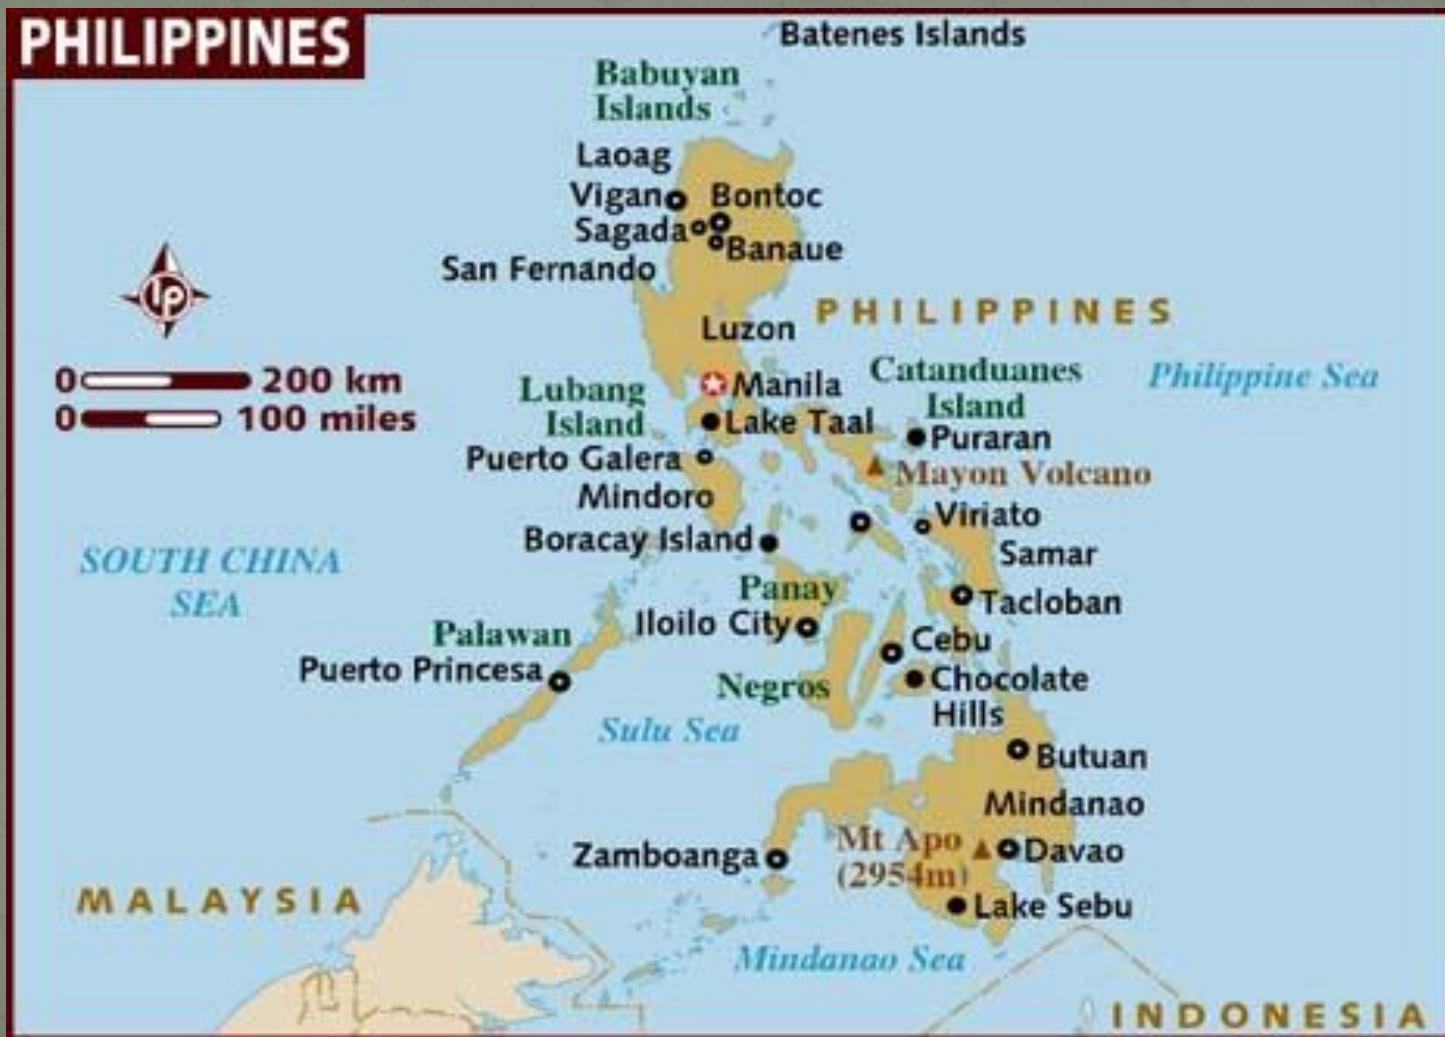 PHILIPPINES
Batenes Islands
Babuyan
Islands
Laoag
Vigan
Bontoc
Sagada
Banaue
San Fernando
lp
PHILIPPINES
Luzon
0 200 km
0 100 miles
Philippine Sea
Catanduanes
Island
Manila
Lubang
Island
Lake Taal
Puraran
Puerto Galera
Mayon Volcano
Mindoro
Viriato
Boracay Island
Samar
SOUTH CHINA
SEA
Panay
Tacloban
Iloilo City
Palawan
Cebu
Puerto Princesa
Negros
Chocolate
Hills
Sulu Sea
Butuan
Mindanao
Mt Apo
(2954m)
Davao
Zamboanga
MALAYSIA
Lake Sebu
Mindanao Sea
INDONESIA